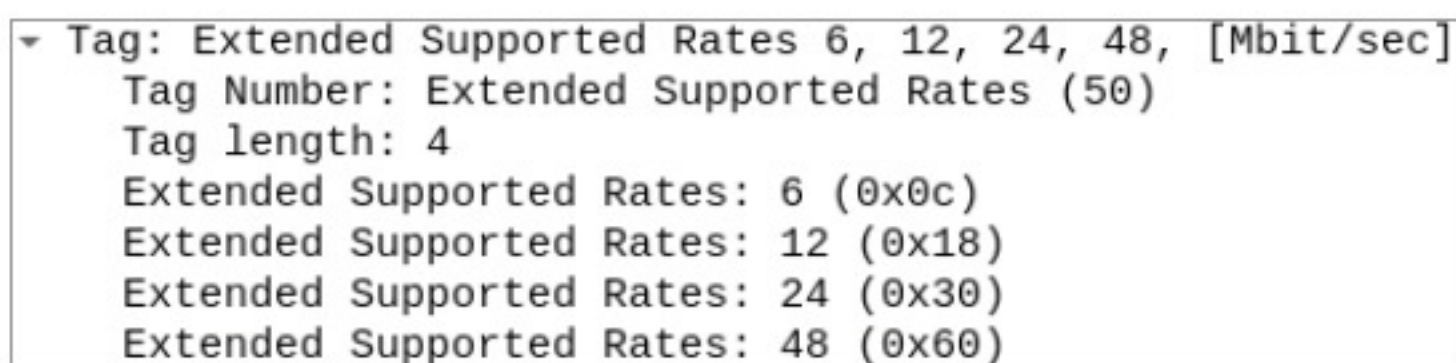 Tag: Extended Supported Rates 6, 12, 24, 48, [Mbit/sec]
Tag Number: Extended Supported Rates (50)
Tag length: 4
Extended Supported Rates: 6 (0x0c)
Extended Supported Rates: 12 (0x18)
Extended Supported Rates: 24 (0x30)
Extended Supported Rates: 48 (0x60)